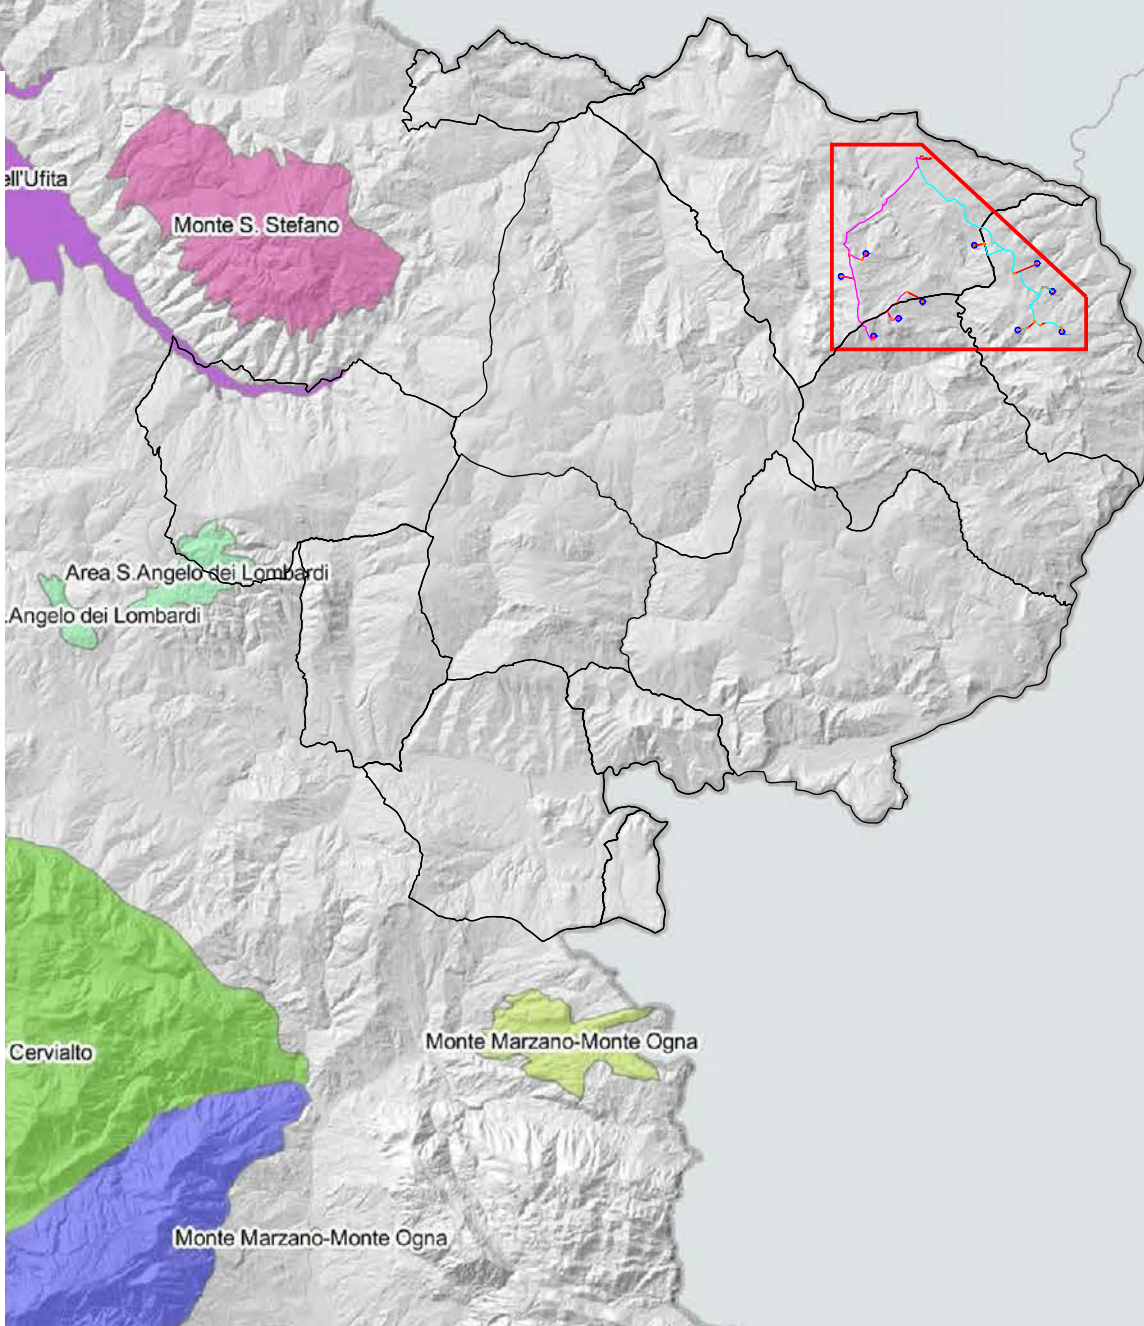 ell'Ufita
Monte S. Stefano
Area S.Angelo dei Lombardi
.Angelo dei Lombardi
Monte Marzano-Monte Ogna
Cervialto
Monte Marzano-Monte Ogna